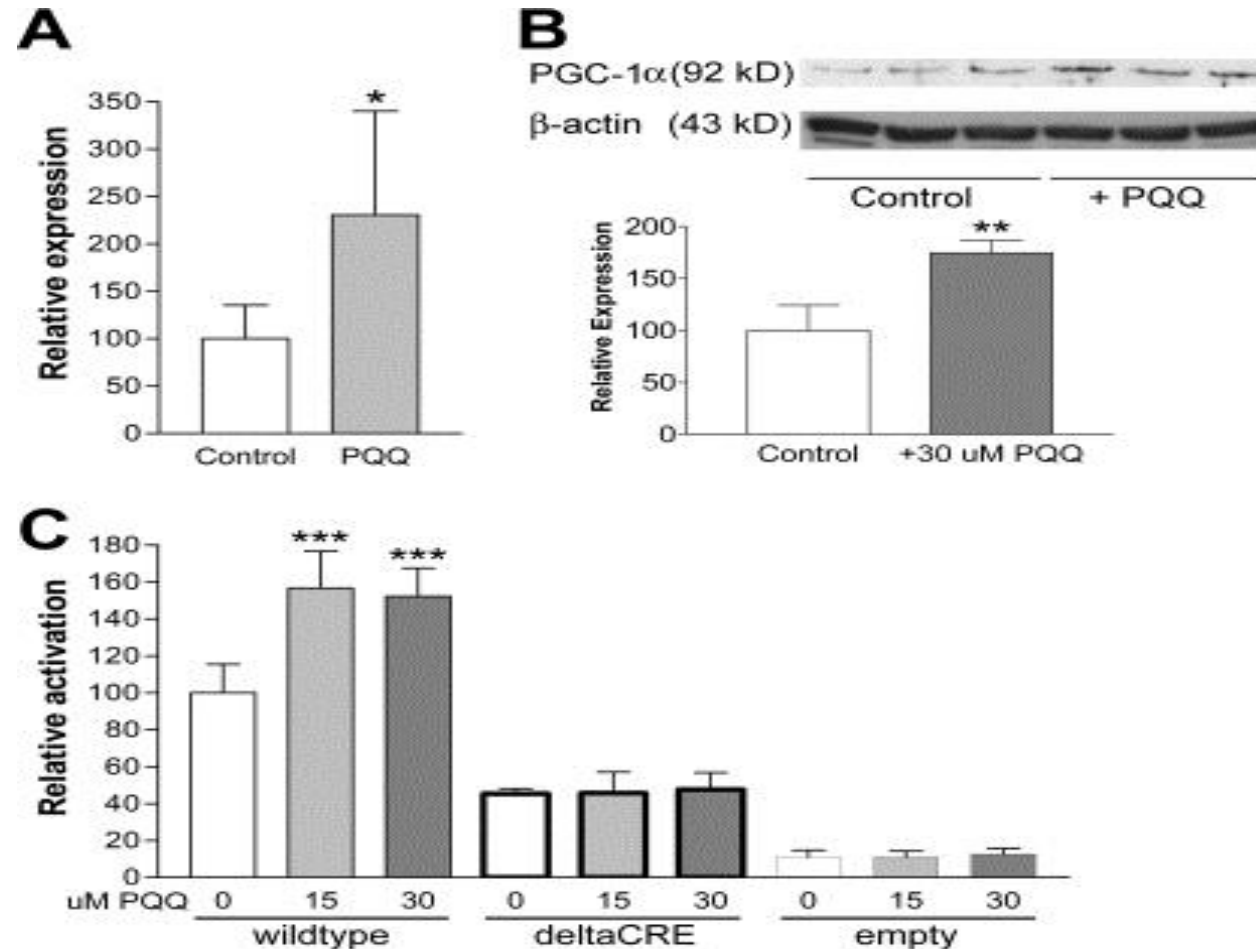 A
Relative expression
350
300
250
200
150
100
50
0
*
Control PQQ
B
PGC-1α (92 kD)
β-actin (43 kD)
Control + PQQ
Relative Expression
200
150
100
50
0
**
Control +30 uM PQQ
C
Relative activation
180
160
140
120
100
80
60
40
20
0
*** ***
uM PQQ 0 15 30 0 15 30 0 15 30
wildtype deltaCRE empty